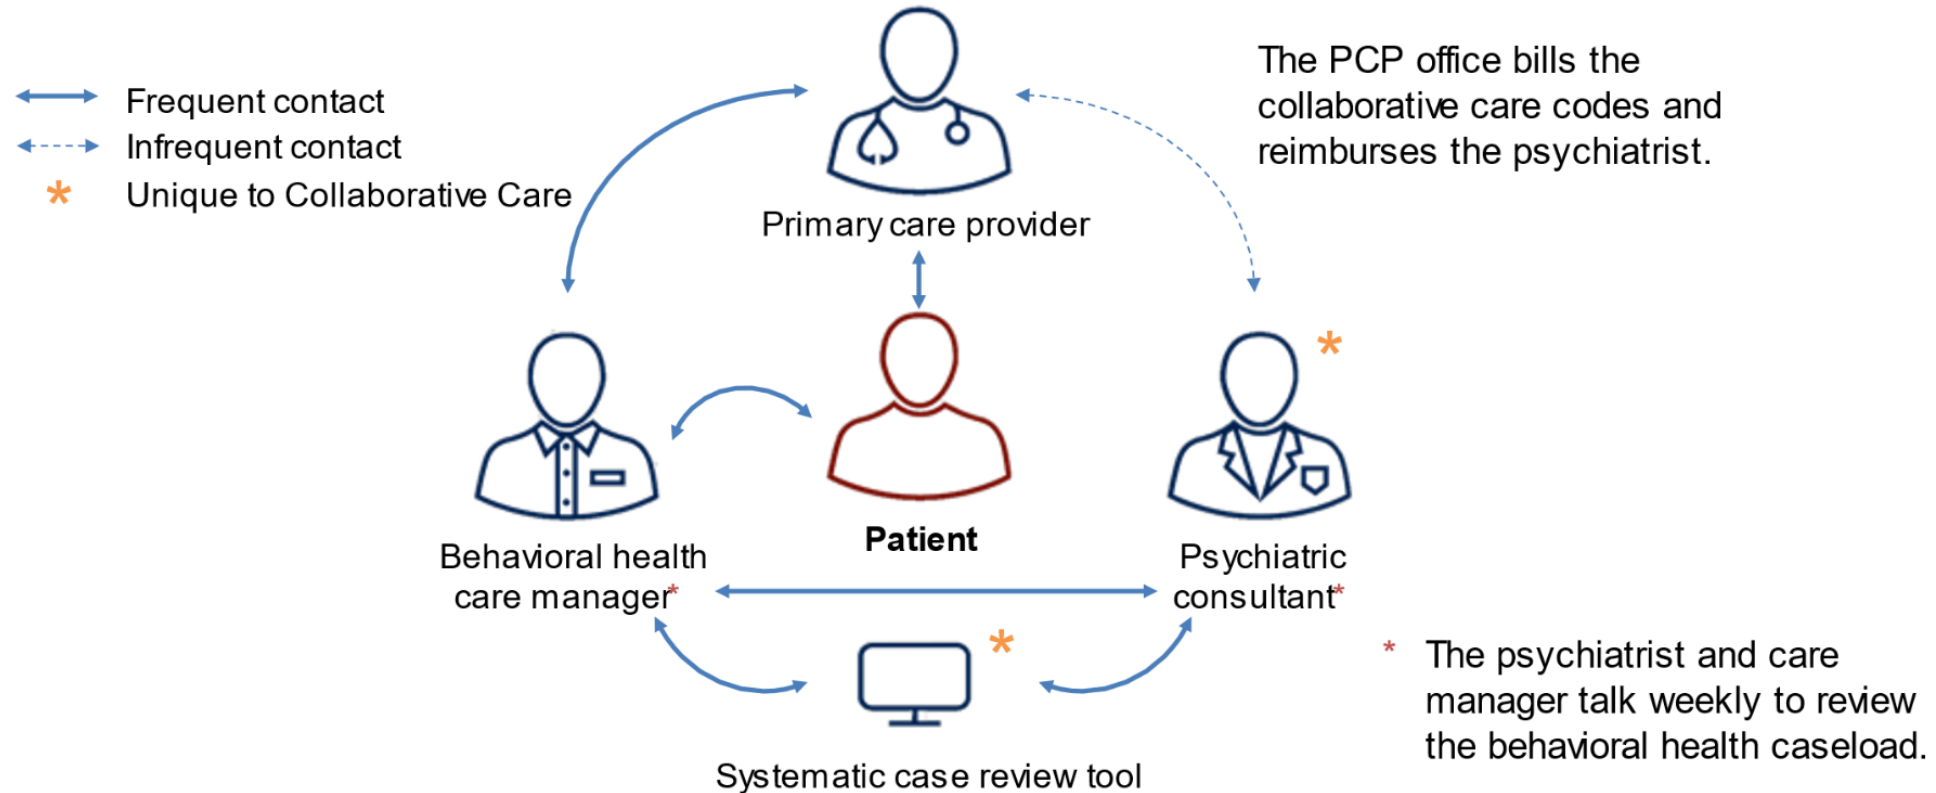 Frequent contact
Infrequent contact
* Unique to Collaborative Care
The PCP office bills the
collaborative care codes and
reimburses the psychiatrist.
Primary care provider
*
Behavioral health
care manager*
Patient
Psychiatric
consultant*
*
Systematic case review tool
* The psychiatrist and care
manager talk weekly to review
the behavioral health caseload.